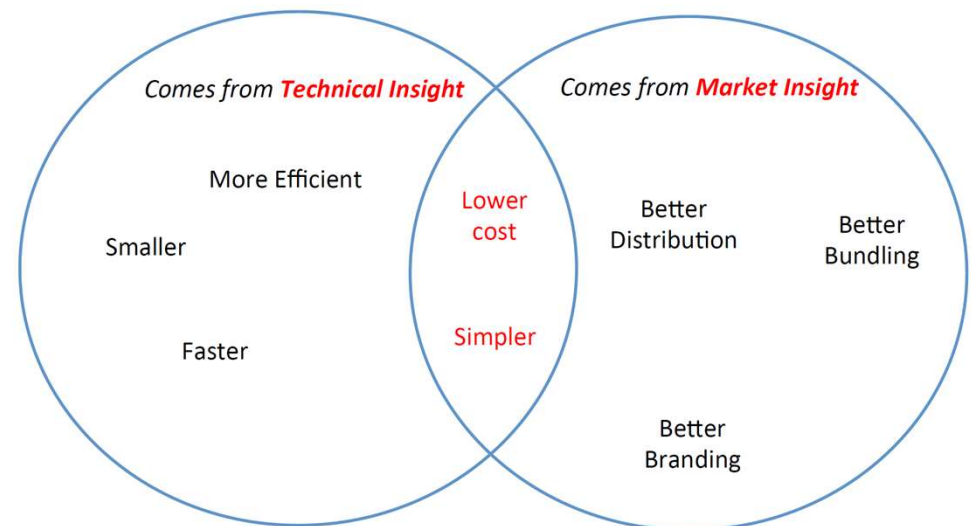 Comes from Technical Insight
Comes from Market Insight
More Efficient
Smaller
Faster
Lower
cost
Simpler
Better
Distribution
Better
Bundling
Better
Branding